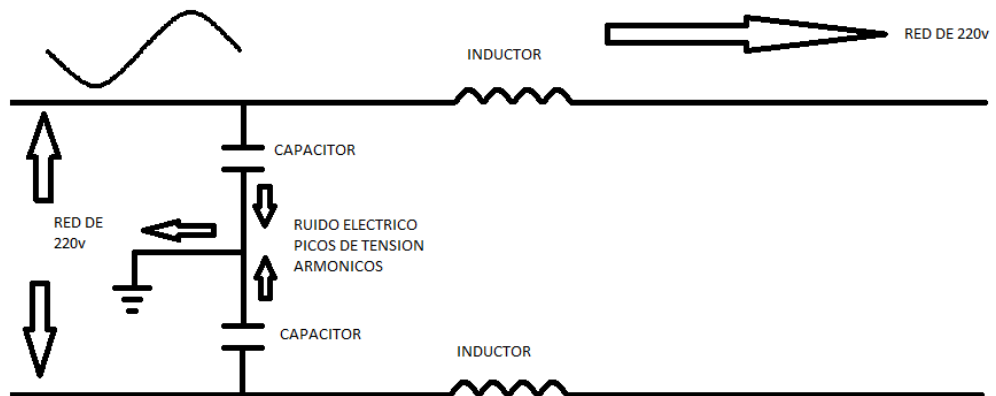 RED DE 220v
INDUCTOR
CAPACITOR
RED DE
220v
RUIDO ELECTRICO
PICOS DE TENSION
ARMONICOS
CAPACITOR
INDUCTOR